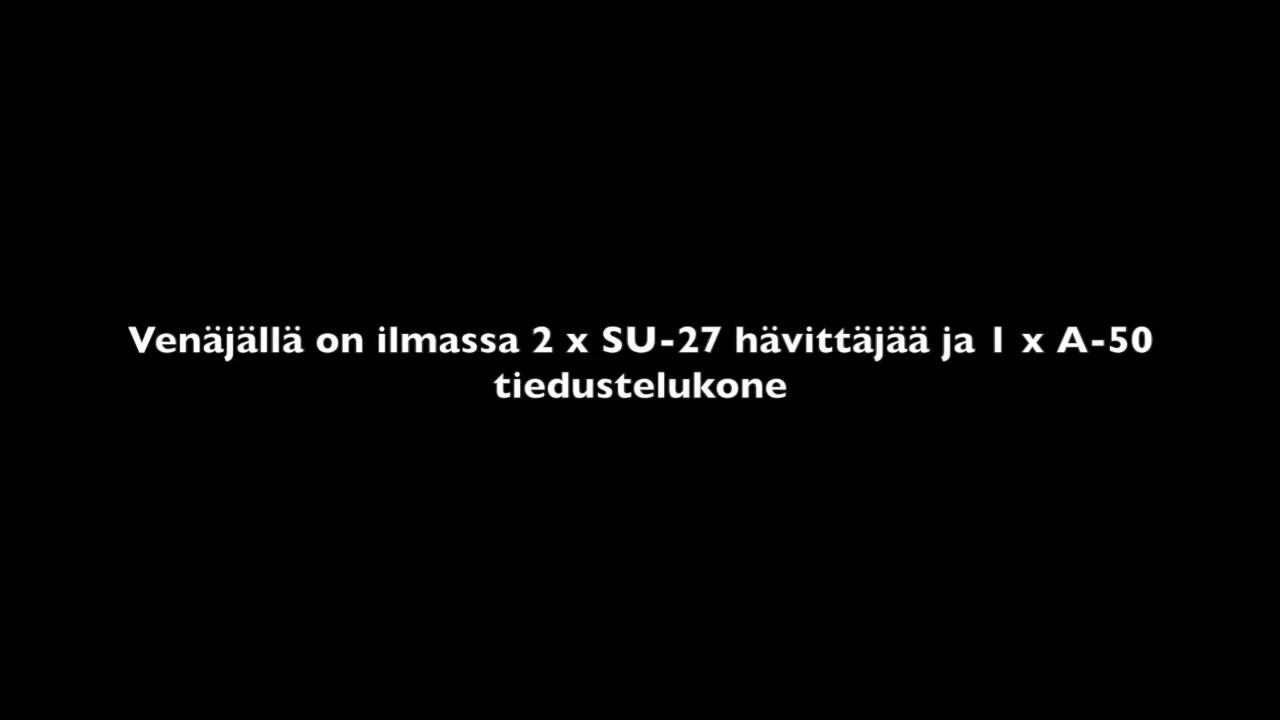 Venäjällä on ilmassa 2 x SU-27 hävittäjää ja 1 x A-50
tiedustelukone